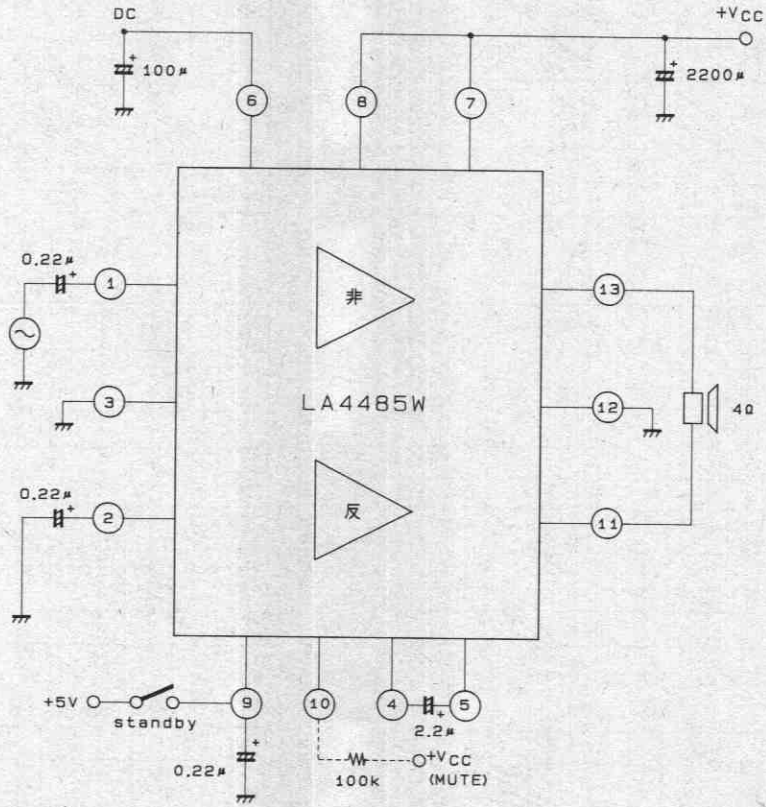 DC
+VCC
100μ
2200μ
6
8
7
0.22μ
1
非
13
3
LA4485W
12
4Ω
0.22μ
2
反
11
+5V
standby
9
10
4
5
2.2μ
0.22μ
100k
+VCC
(MUTE)